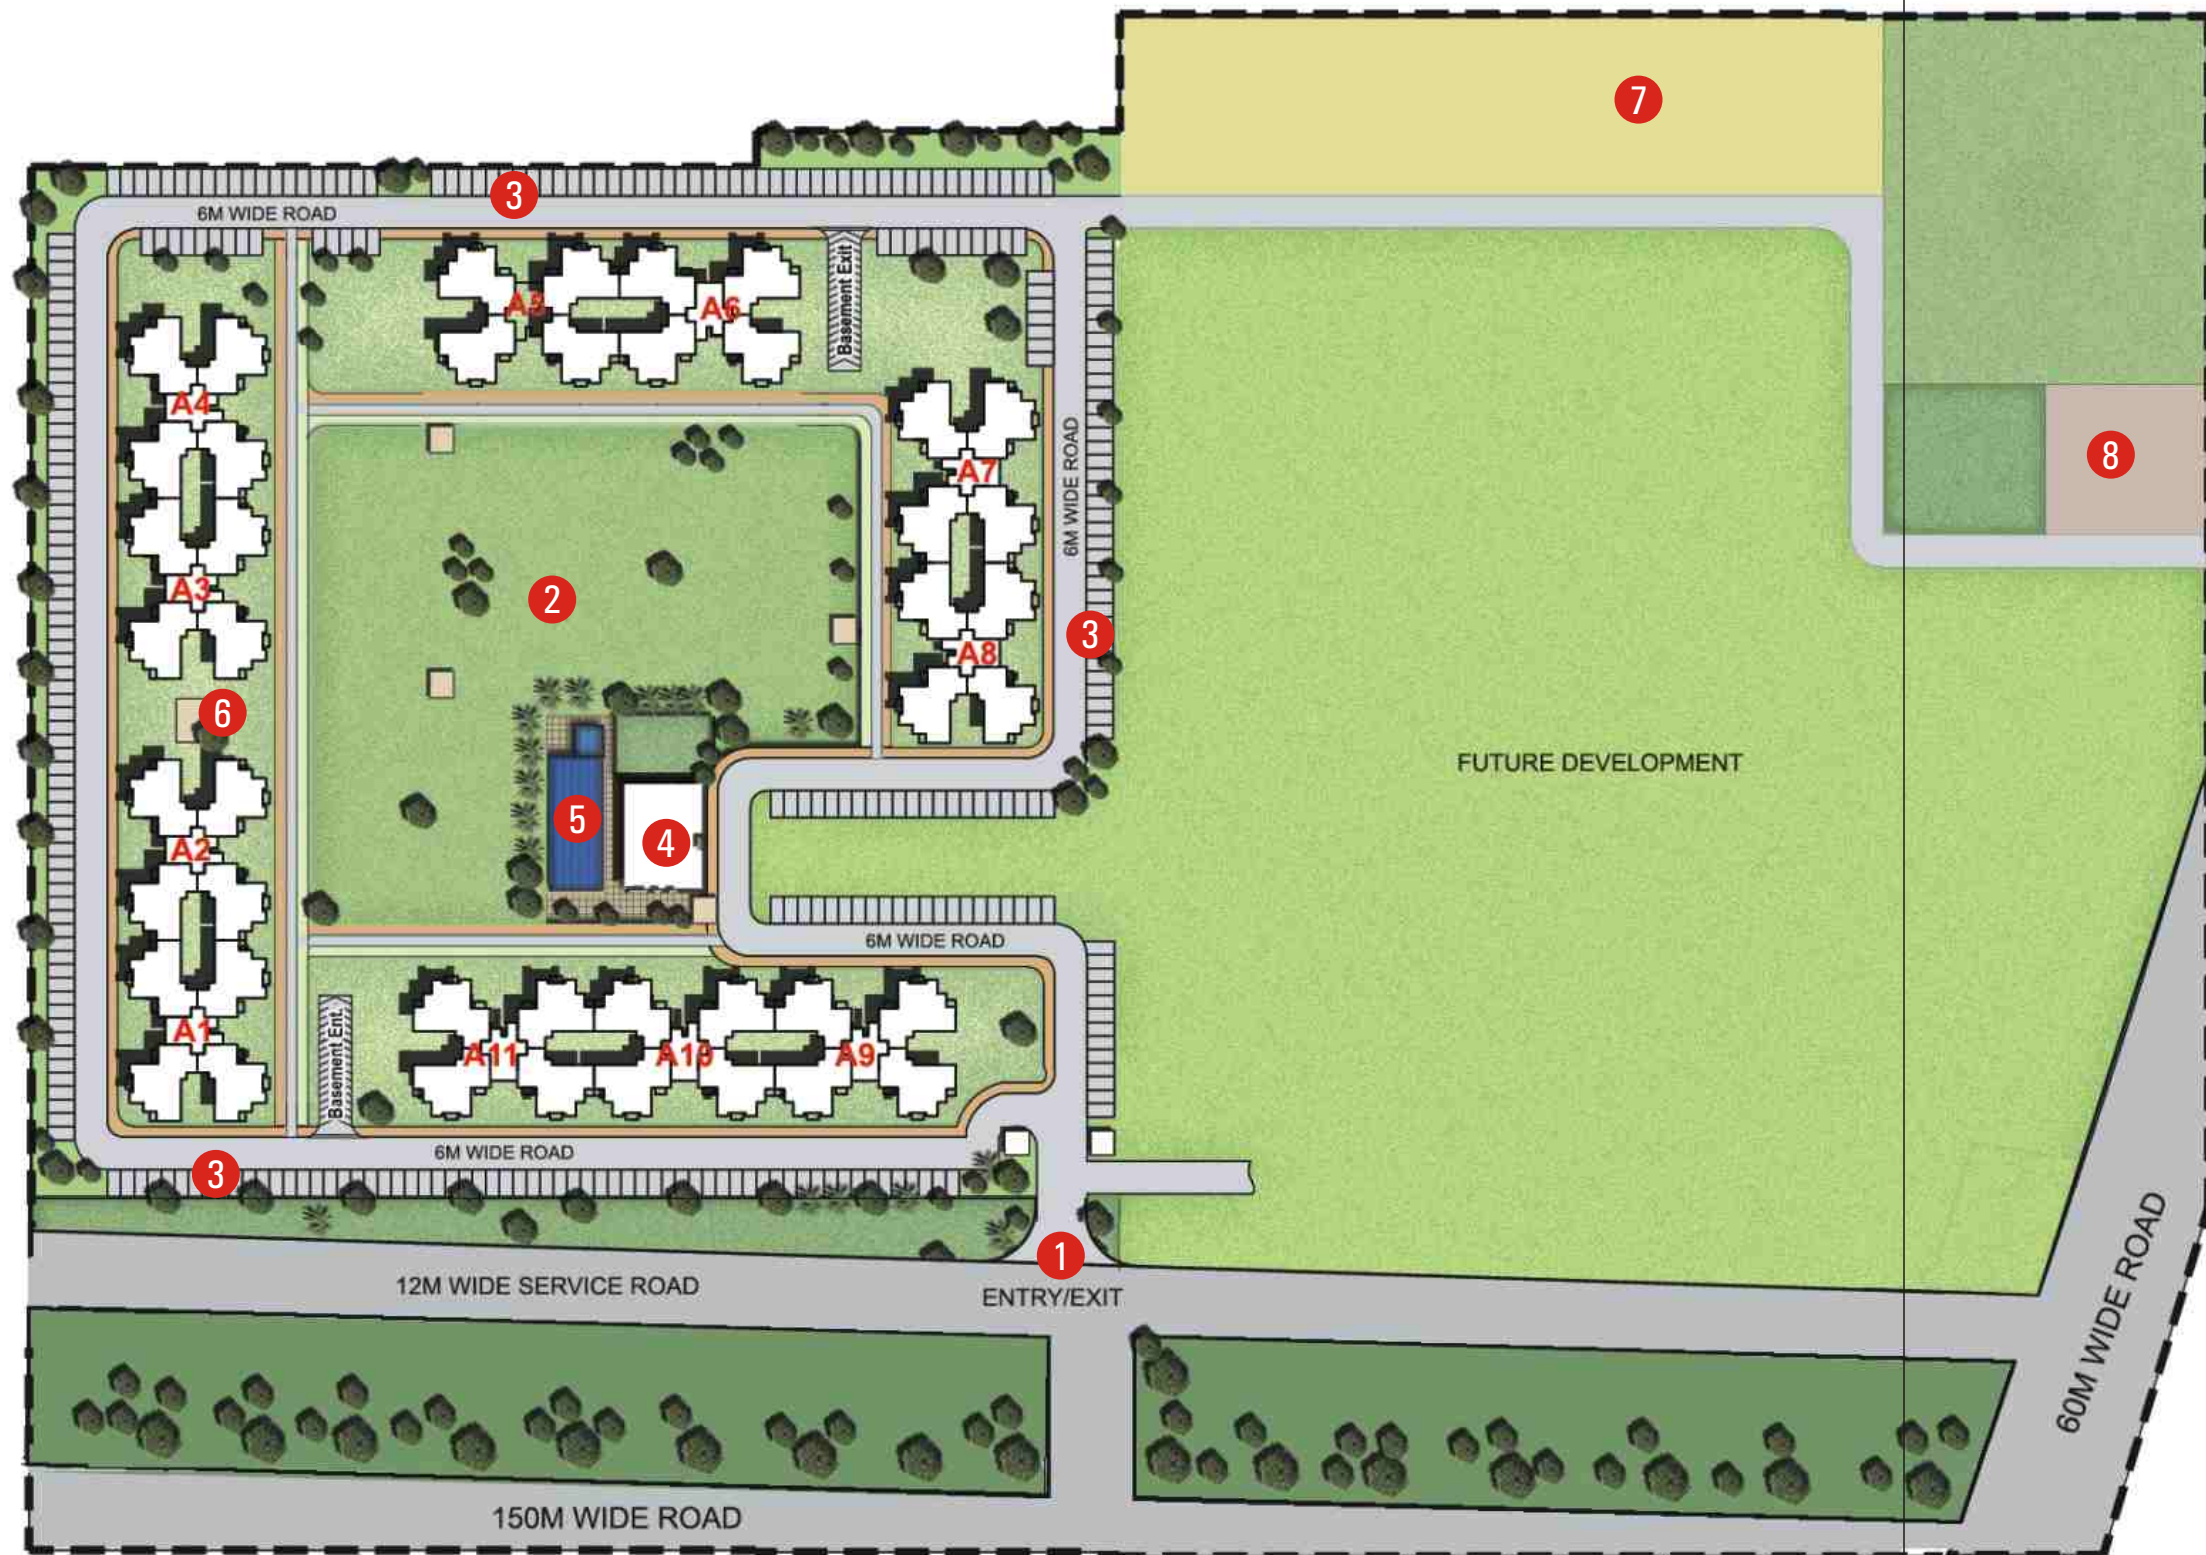 7
3
6M WIDE ROAD
A5
A6
Basement Exit
A4
A7
6M WIDE ROAD
8
A3
2
3
A8
6
FUTURE DEVELOPMENT
5
4
A2
6M WIDE ROAD
A1
Basement Ent.
A11
A10
A9
6M WIDE ROAD
3
1
12M WIDE SERVICE ROAD
ENTRY/EXIT
60M WIDE ROAD
150M WIDE ROAD